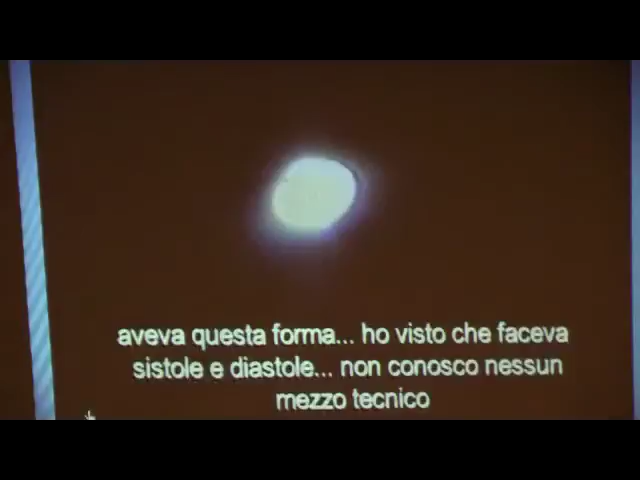 aveva questa forma... ho visto che faceva
sistole e diastole... non conosco nessun
mezzo tecnico